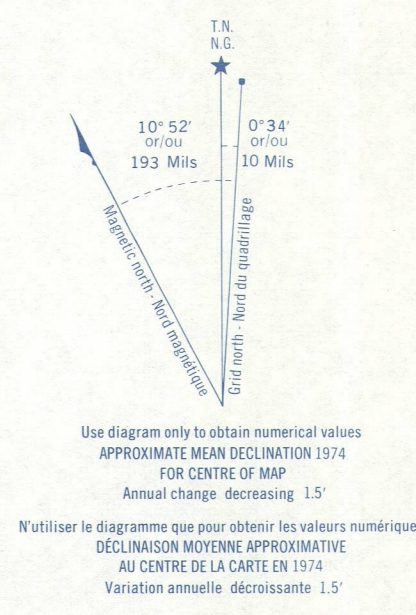 T.N.
N.G.
10° 52′
or/ou
193 Mils
0°34′
or/ou
10 Mils
Magnetic north - Nord magnétique
Grid north - Nord du quadrillage
Use diagram only to obtain numerical values
APPROXIMATE MEAN DECLINATION 1974
FOR CENTRE OF MAP
Annual change decreasing 1.5′
N'utiliser le diagramme que pour obtenir les valeurs numérique
DÉCLINAISON MOYENNE APPROXIMATIVE
AU CENTRE DE LA CARTE EN 1974
Variation annuelle décroissante 1.5′